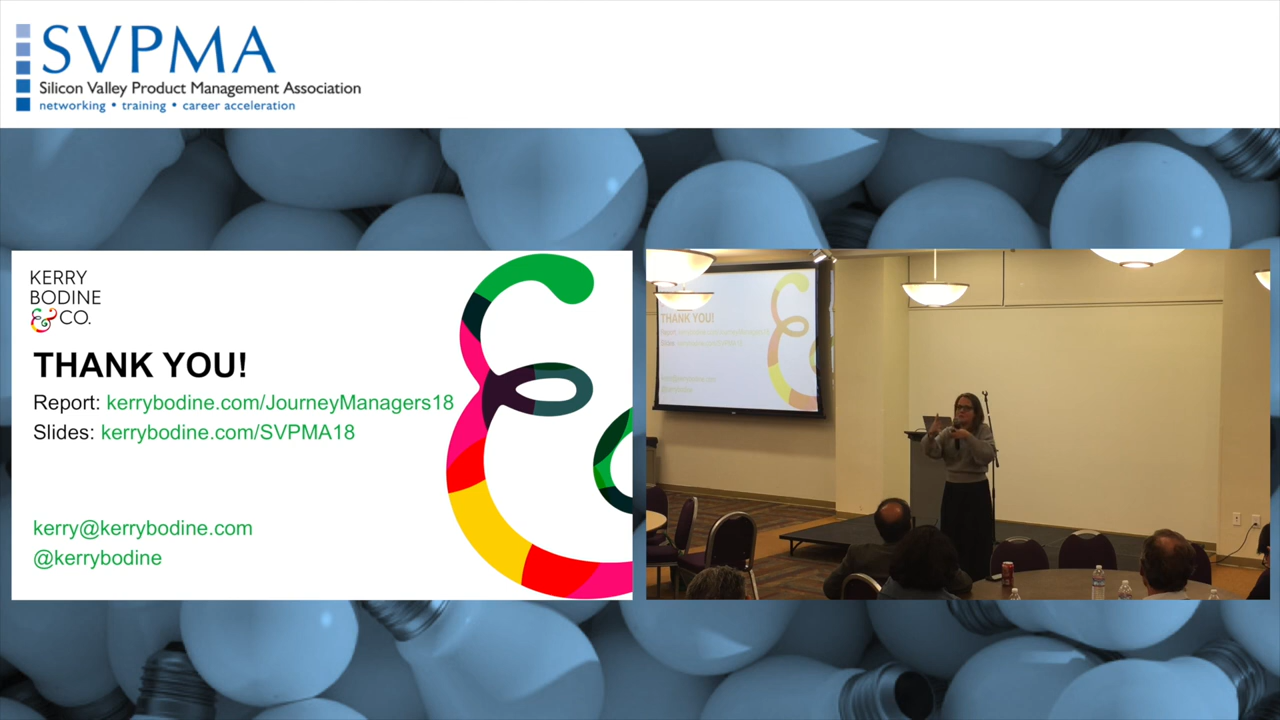 SVPMA
Silicon Valley Product Management Association
networking • training • career acceleration
KERRY
BODINE
& CO.
THANK YOU!
Report: kerrybodine.com/JourneyManagers18
Slides: kerrybodine.com/SVPMA18
kerry@kerrybodine.com
@kerrybodine
THANK YOU!